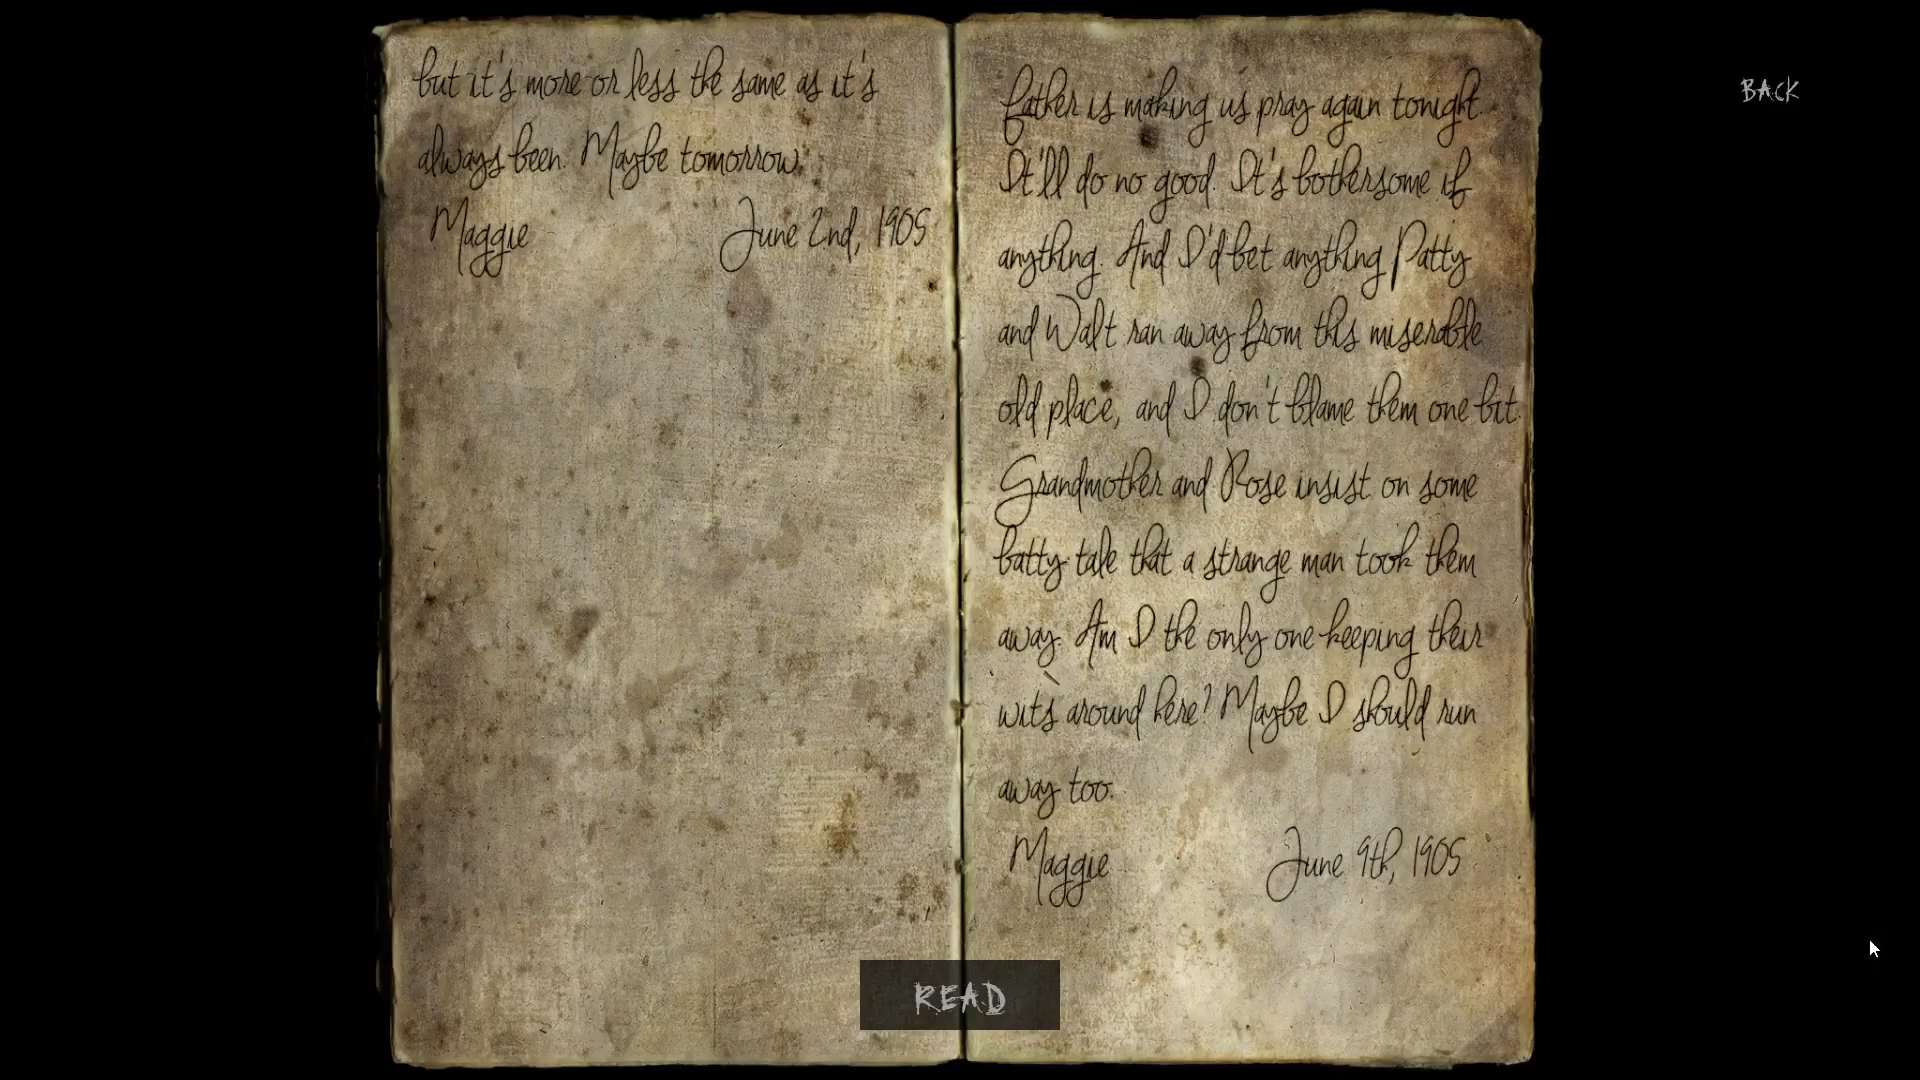 but it's more or less the same as it's
always been. Maybe tomorrow.
Maggie June 2nd, 1905
Father is making us pray again tonight.
It'll do no good. It's bothersome if
anything. And I'd bet anything Patty
and Walt ran away from this miserable
old place, and I don't blame them one bit.
Grandmother and Rose insist on some
batty tale that a strange man took them
away. Am I the only one keeping their
wits around here? Maybe I should run
away too.
Maggie June 9th, 1905
BACK
READ